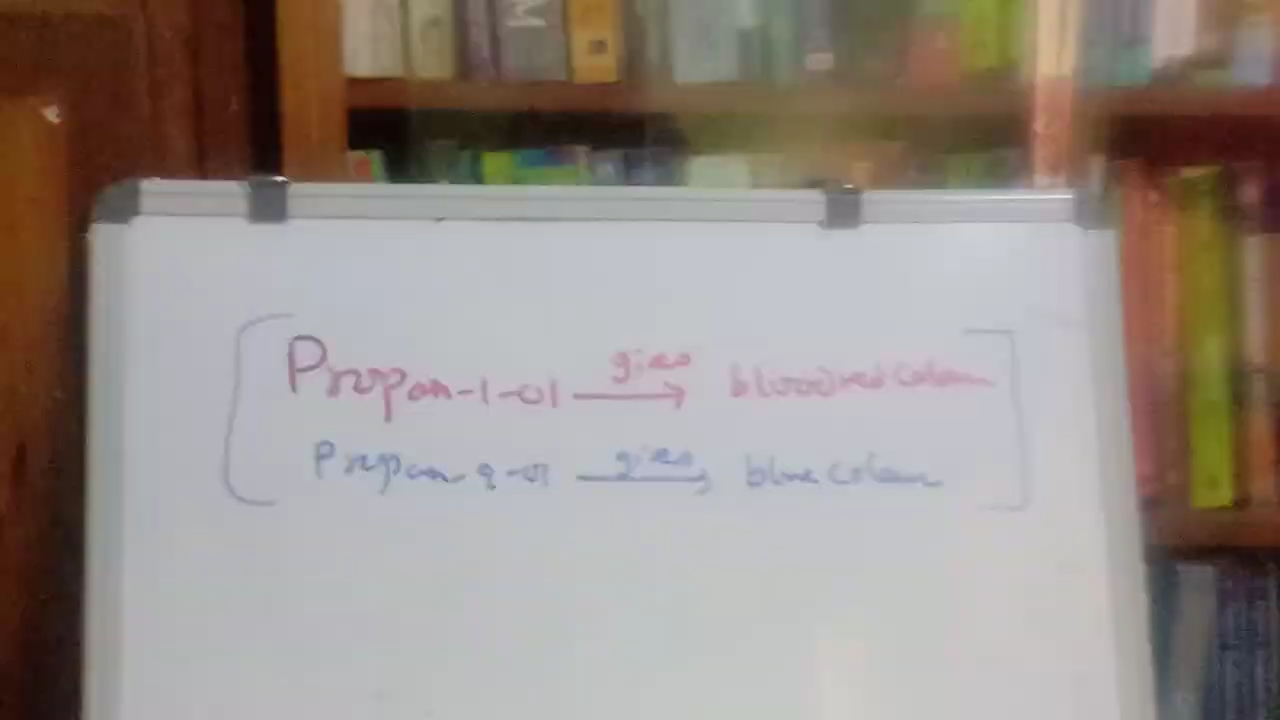 Propan-1-ol gives → blood red colour
Propan 2-ol gives → blue colour